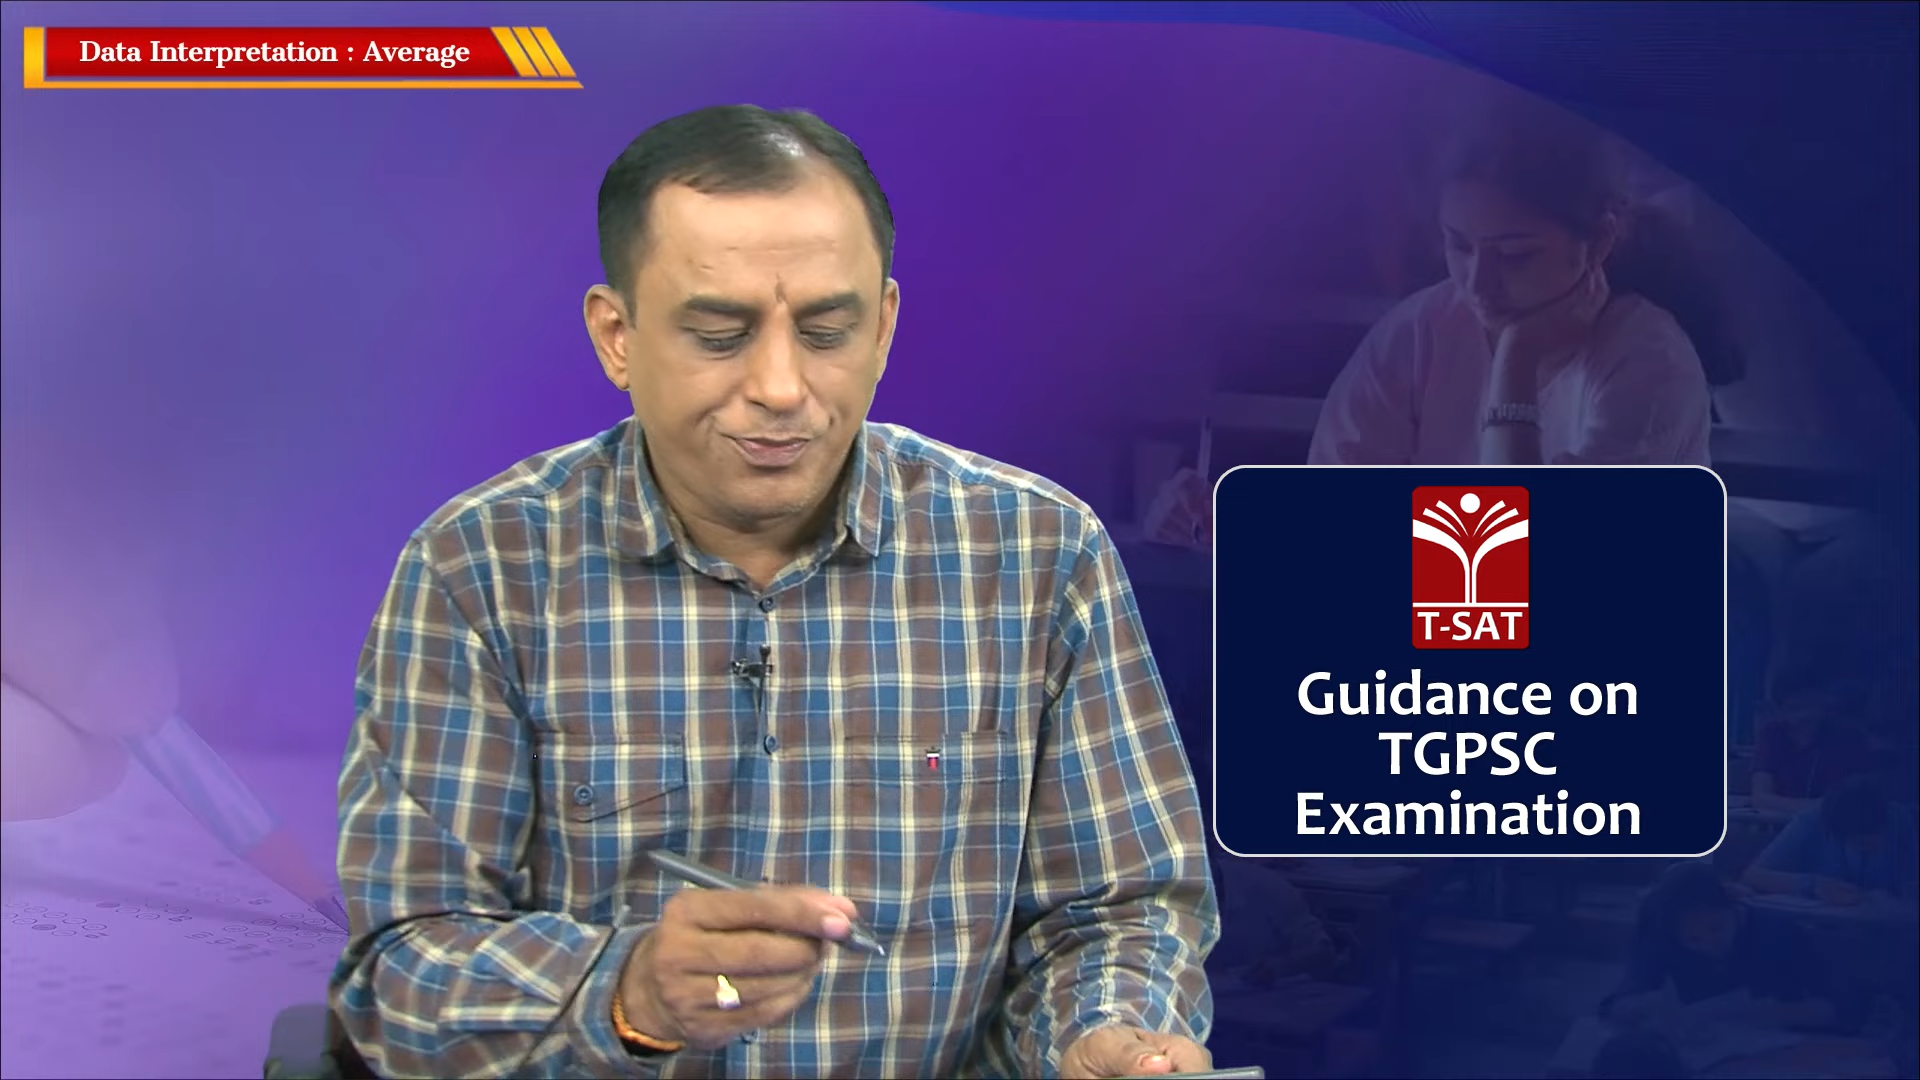 Data Interpretation : Average
T-SAT
Guidance on
TGPSC
Examination